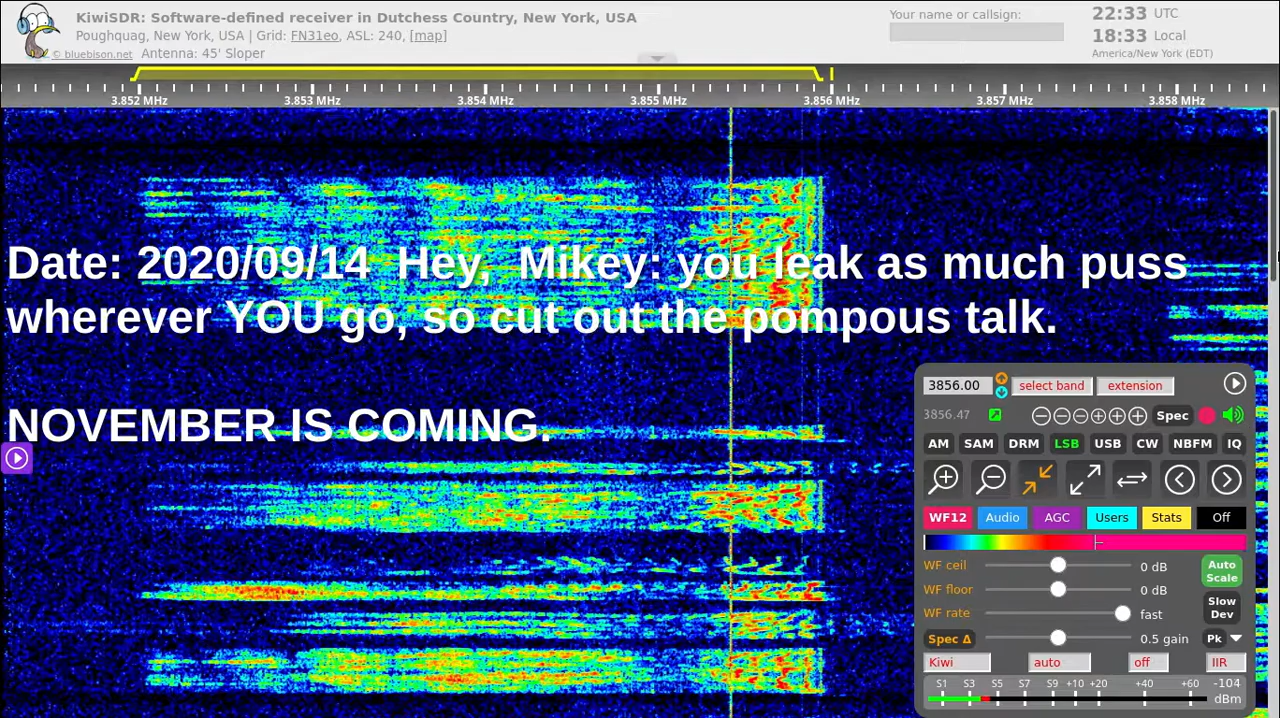 KiwiSDR: Software-defined receiver in Dutchess Country, New York, USA
Poughquag, New York, USA | Grid: FN31eo, ASL: 240, [map]
© bluebison.net Antenna: 45' Sloper
Your name or callsign:
22:33 UTC
18:33 Local
America/New York (EDT)
3.852 MHz 3.853 MHz 3.854 MHz 3.855 MHz 3.856 MHz 3.857 MHz 3.858 MHz
Date: 2020/09/14 Hey, Mikey: you leak as much puss
wherever YOU go, so cut out the pompous talk.
NOVEMBER IS COMING.
3856.00 select band extension
3856.47 Spec
AM SAM DRM LSB USB CW NBFM IQ
WF12 Audio AGC Users Stats Off
WF ceil 0 dB Auto Scale
WF floor 0 dB
WF rate fast Slow Dev
Spec Δ 0.5 gain Pk
Kiwi auto off IIR
S1 S3 S5 S7 S9 +10 +20 +40 +60 -104 dBm